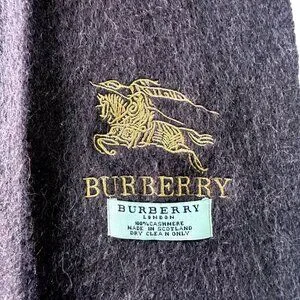 BURBERRY
BURBERRY
LONDON
100% CASHMERE
MADE IN SCOTLAND
DRY CLEAN ONLY